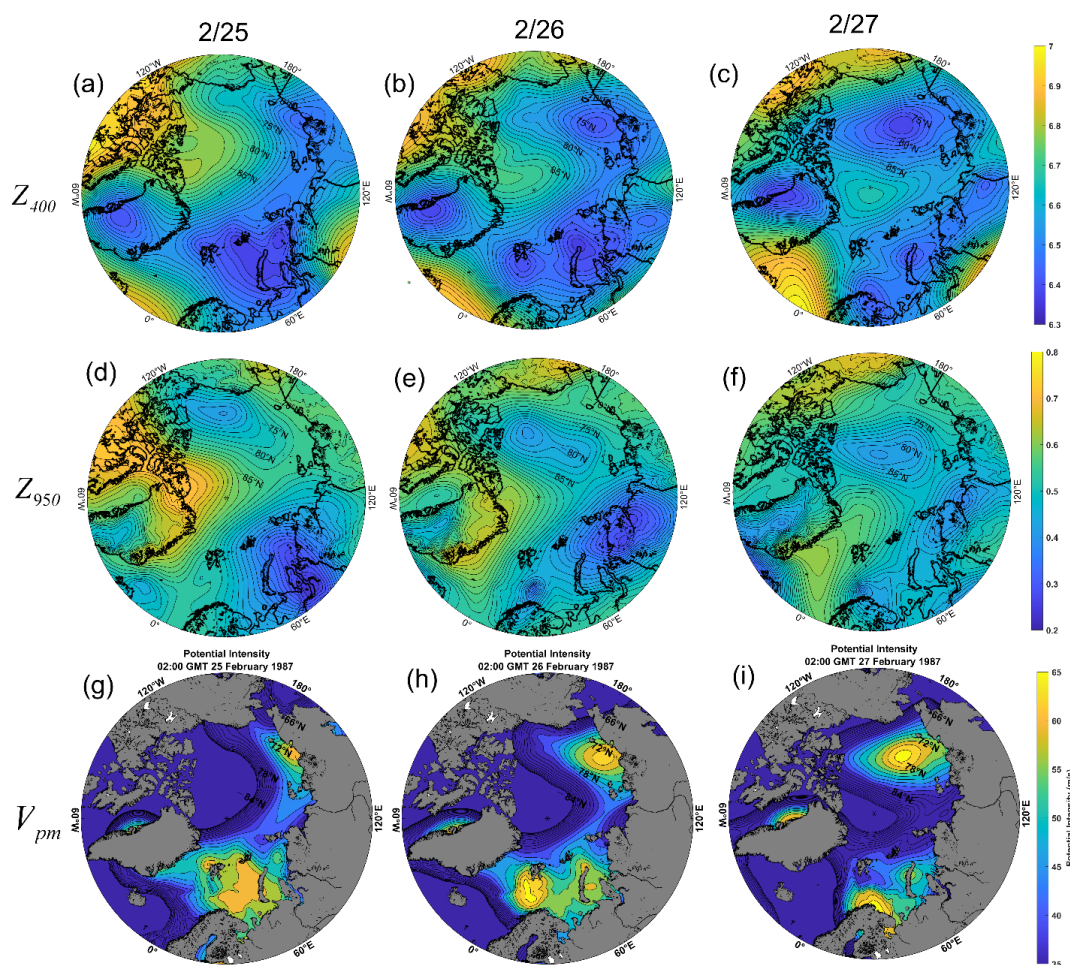 2/25 2/26 2/27
(a) 120°W 180° 75°N 80°N 85°N 60°W 120°E 0° 60°E
(b) 120°W 180° 75°N 80°N 85°N 60°W 120°E 0° 60°E
(c) 120°W 180° 75°N 80°N 85°N 60°W 120°E 0° 60°E
Z400
7
6.9
6.8
6.7
6.6
6.5
6.4
6.3
(d) 120°W 180° 75°N 80°N 85°N 60°W 120°E 0° 60°E
(e) 120°W 180° 75°N 80°N 85°N 60°W 120°E 0° 60°E
(f) 120°W 180° 75°N 80°N 85°N 60°W 120°E 0° 60°E
Z950
0.8
0.7
0.6
0.5
0.4
0.3
0.2
Potential Intensity
02:00 GMT 25 February 1987
Potential Intensity
02:00 GMT 26 February 1987
Potential Intensity
02:00 GMT 27 February 1987
(g) 120°W 180° 66°N 72°N 78°N 84°N 60°W 120°E 0° 60°E
(h) 120°W 180° 66°N 72°N 78°N 84°N 60°W 120°E 0° 60°E
(i) 120°W 180° 66°N 72°N 78°N 84°N 60°W 120°E 0° 60°E
Vpm
65
60
55
50
45
40
35
Potential Intensity (m/s)